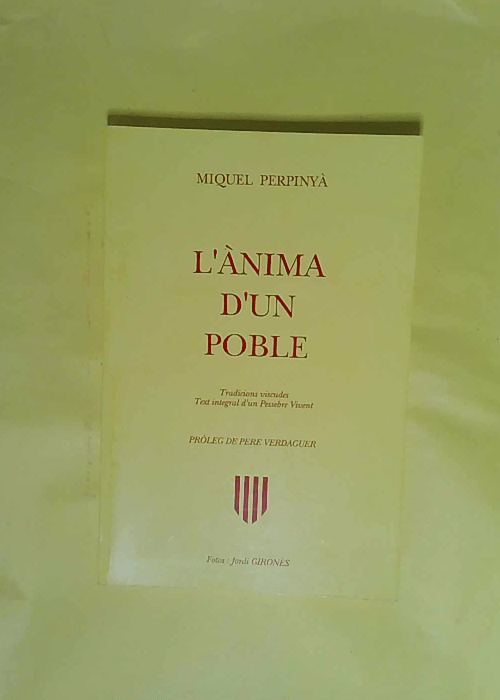 MIQUEL PERPINYÀ
L'ÀNIMA
D'UN
POBLE
Tradicions viscudes
Text integral d'un Pessebre Vivent
PRÒLEG DE PERE VERDAGUER
Fotos : Jordi GIRONÈS